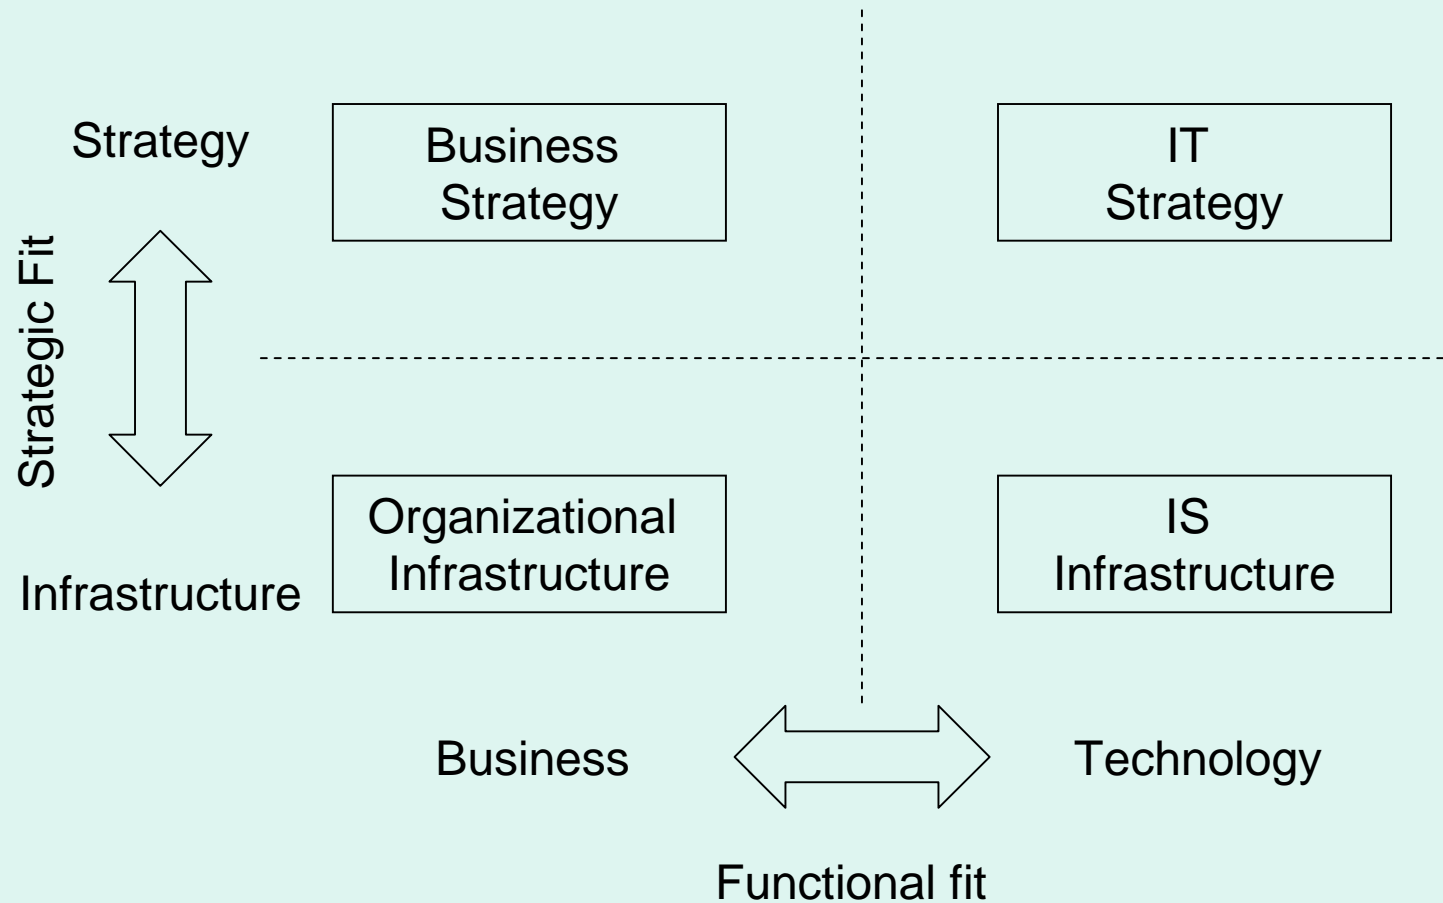 Strategy
Business
Strategy
IT
Strategy
Strategic Fit
Organizational
Infrastructure
IS
Infrastructure
Infrastructure
Business
Technology
Functional fit